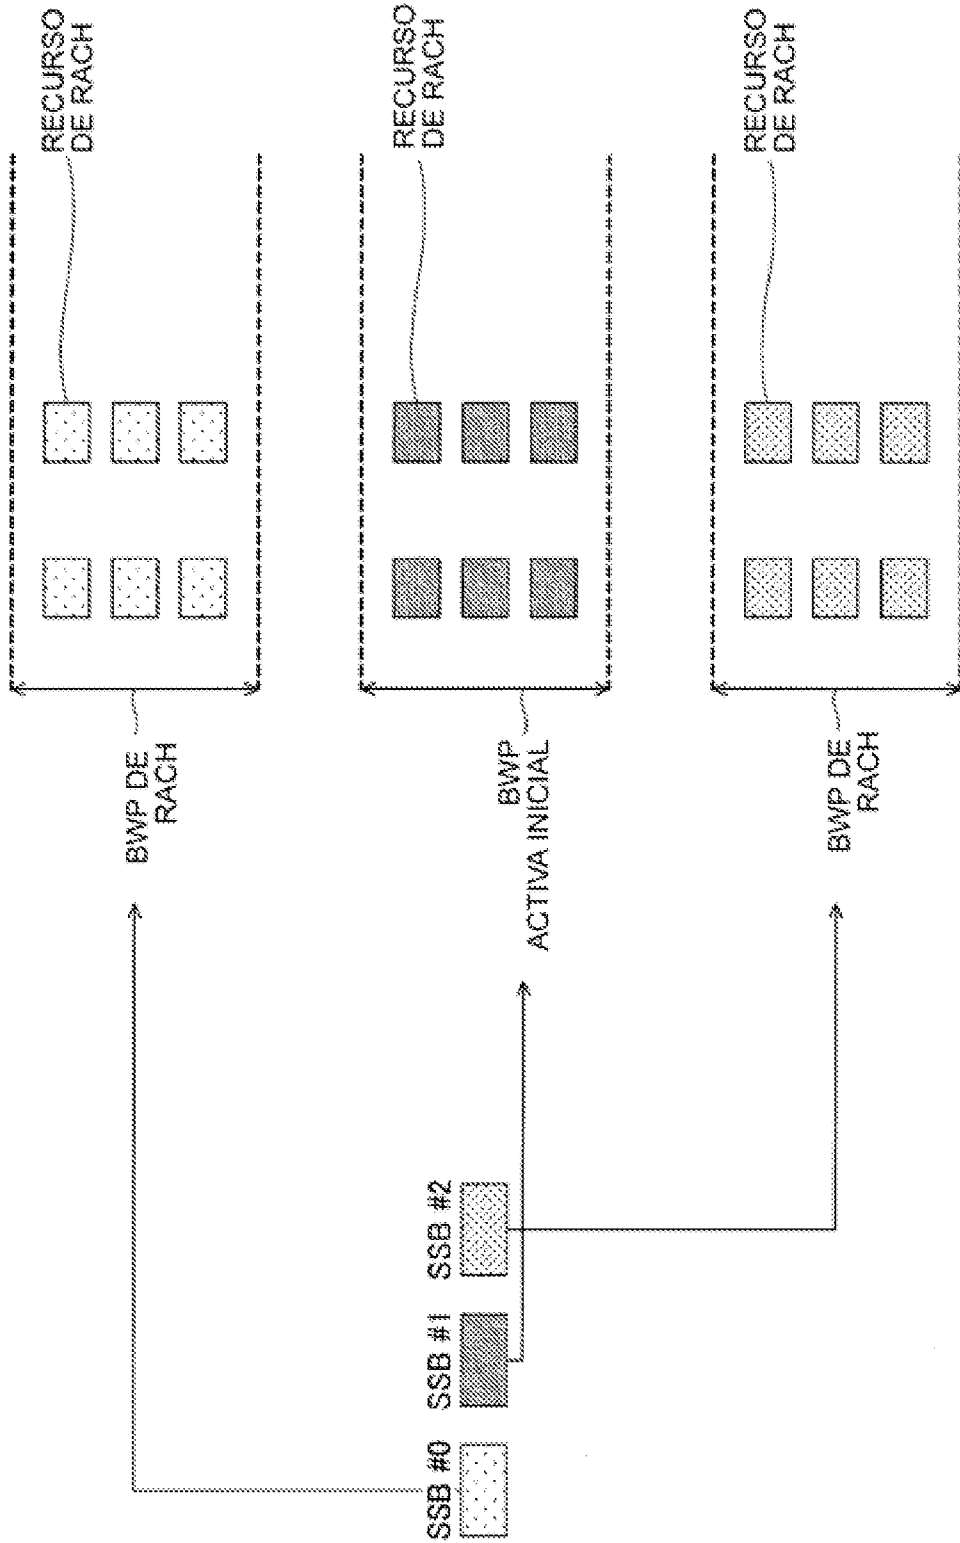 RECURSO
DE RACH
BWP DE
RACH
RECURSO
DE RACH
BWP
ACTIVA INICIAL
RECURSO
DE RACH
BWP DE
RACH
SSB #0
SSB #1
SSB #2